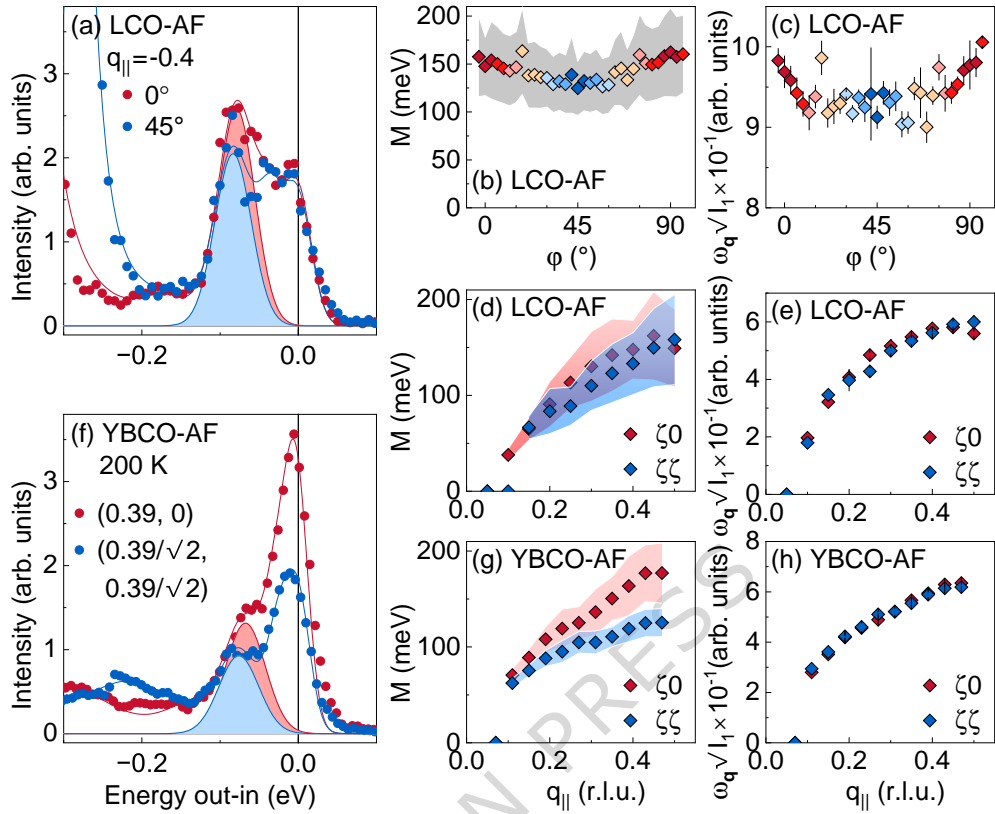 (a) LCO-AF
q||=-0.4
0°
45°
3
2
1
0
−0.2
0.0
Intensity (arb. units)
(b) LCO-AF
200
150
100
50
0
0
45
90
M (meV)
φ (°)
(c) LCO-AF
10
9
8
0
45
90
ωq√I1×10-1(arb. untits)
φ (°)
(d) LCO-AF
200
100
0
0.0
0.2
0.4
M (meV)
ζ0
ζζ
(e) LCO-AF
8
6
4
2
0
0.0
0.2
0.4
ωq√I1×10-1(arb. untits)
ζ0
ζζ
(f) YBCO-AF
200 K
(0.39, 0)
(0.39/√2,
0.39/√2)
3
2
1
0
−0.2
0.0
Intensity (arb. units)
Energy out-in (eV)
(g) YBCO-AF
200
100
0
0.0
0.2
0.4
M (meV)
q|| (r.l.u.)
ζ0
ζζ
(h) YBCO-AF
8
6
4
2
0
0.0
0.2
0.4
ωq√I1×10-1(arb. untits)
q|| (r.l.u.)
ζ0
ζζ
N PRESS